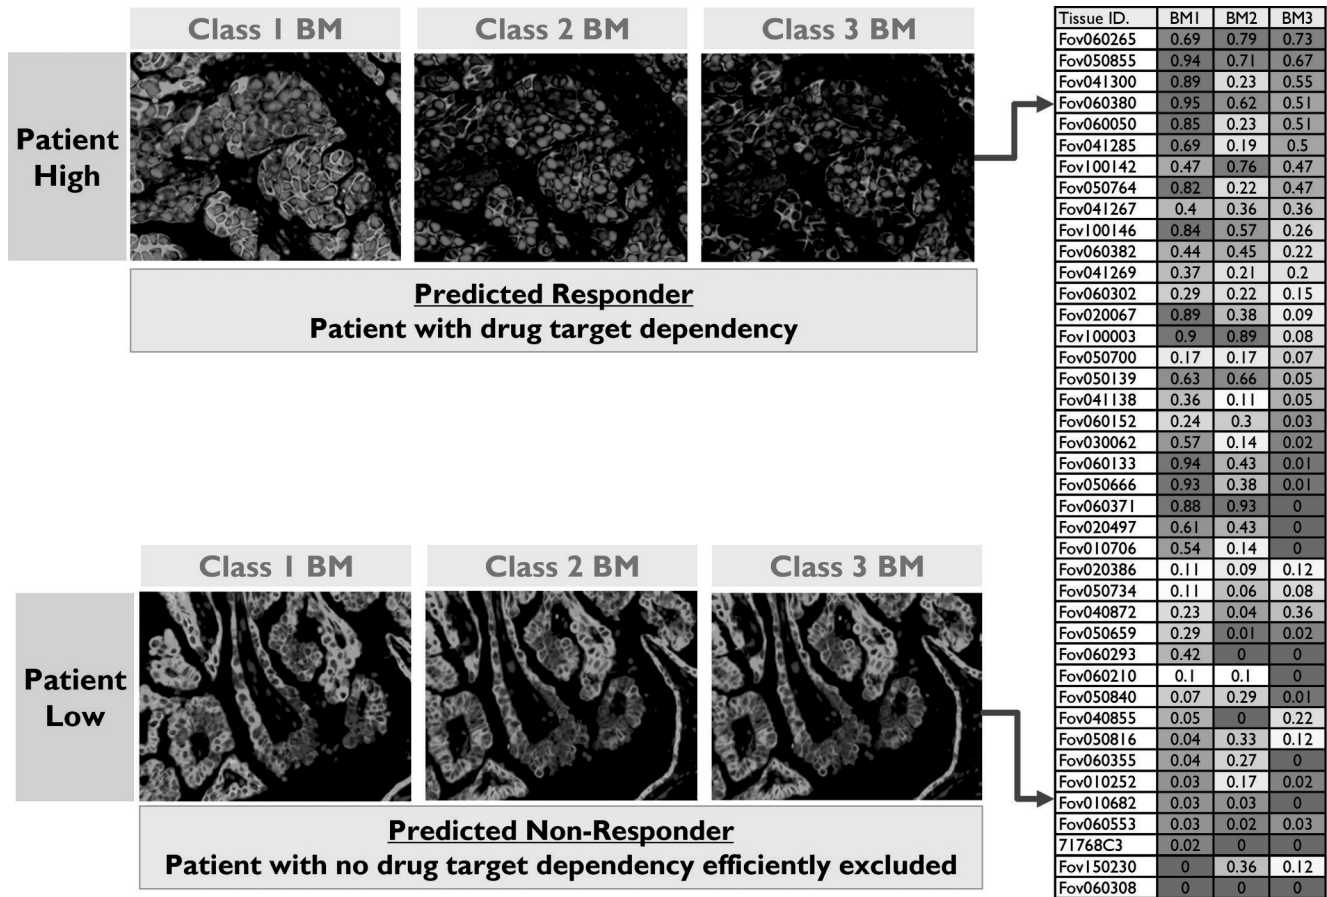 Class 1 BM
Class 2 BM
Class 3 BM
Patient
High
Predicted Responder
Patient with drug target dependency
Class 1 BM
Class 2 BM
Class 3 BM
Patient
Low
Predicted Non-Responder
Patient with no drug target dependency efficiently excluded
Tissue ID. BM1 BM2 BM3
Fov060265 0.69 0.79 0.73
Fov050855 0.94 0.71 0.67
Fov041300 0.89 0.23 0.55
Fov060380 0.95 0.62 0.51
Fov060050 0.85 0.23 0.51
Fov041285 0.69 0.19 0.5
Fov100142 0.47 0.76 0.47
Fov050764 0.82 0.22 0.47
Fov041267 0.4 0.36 0.36
Fov100146 0.84 0.57 0.26
Fov060382 0.44 0.45 0.22
Fov041269 0.37 0.21 0.2
Fov060302 0.29 0.22 0.15
Fov020067 0.89 0.38 0.09
Fov100003 0.9 0.89 0.08
Fov050700 0.17 0.17 0.07
Fov050139 0.63 0.66 0.05
Fov041138 0.36 0.11 0.05
Fov060152 0.24 0.3 0.03
Fov030062 0.57 0.14 0.02
Fov060133 0.94 0.43 0.01
Fov050666 0.93 0.38 0.01
Fov060371 0.88 0.93 0
Fov020497 0.61 0.43 0
Fov010706 0.54 0.14 0
Fov020386 0.11 0.09 0.12
Fov050734 0.11 0.06 0.08
Fov040872 0.23 0.04 0.36
Fov050659 0.29 0.01 0.02
Fov060293 0.42 0 0
Fov060210 0.1 0.1 0
Fov050840 0.07 0.29 0.01
Fov040855 0.05 0 0.22
Fov050816 0.04 0.33 0.12
Fov060355 0.04 0.27 0
Fov010252 0.03 0.17 0.02
Fov010682 0.03 0.03 0
Fov060553 0.03 0.02 0.03
71768C3 0.02 0 0
Fov150230 0 0.36 0.12
Fov060308 0 0 0